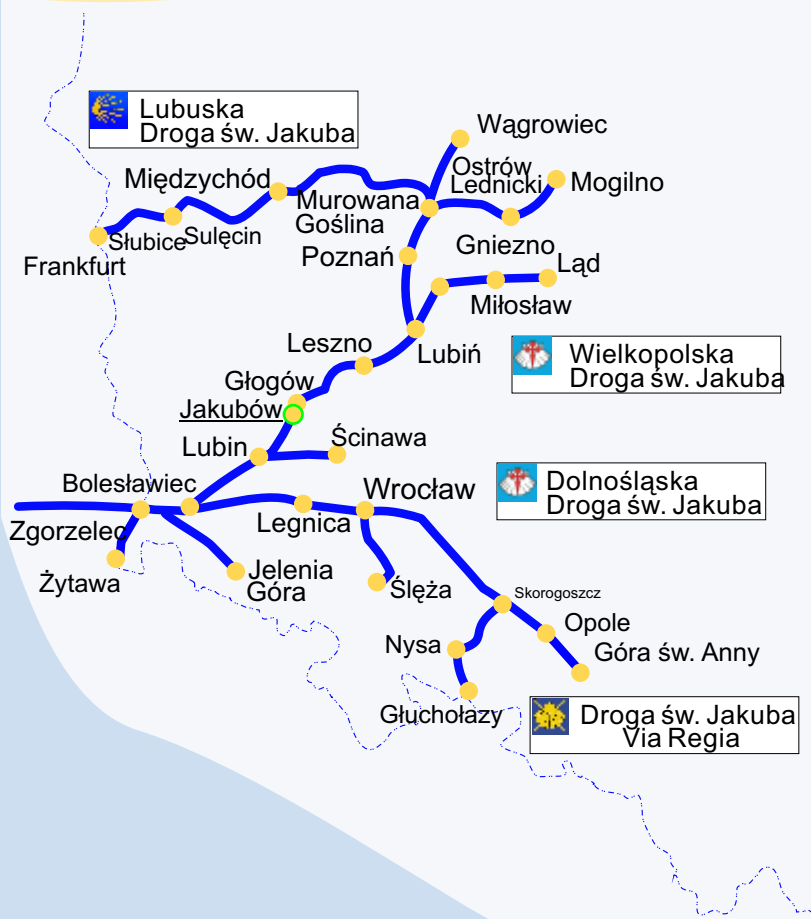 Lubuska
Droga św. Jakuba
Wągrowiec
Ostrów
Lednicki
Mogilno
Międzychód
Murowana
Goślina
Słubice
Sulęcin
Frankfurt
Poznań
Gniezno
Ląd
Miłosław
Leszno
Lubiń
Wielkopolska
Droga św. Jakuba
Głogów
Jakubów
Lubin
Ścinawa
Bolesławiec
Wrocław
Dolnośląska
Droga św. Jakuba
Zgorzelec
Legnica
Żytawa
Jelenia
Góra
Ślęża
Skorogoszcz
Opole
Nysa
Góra św. Anny
Głuchołazy
Droga św. Jakuba
Via Regia